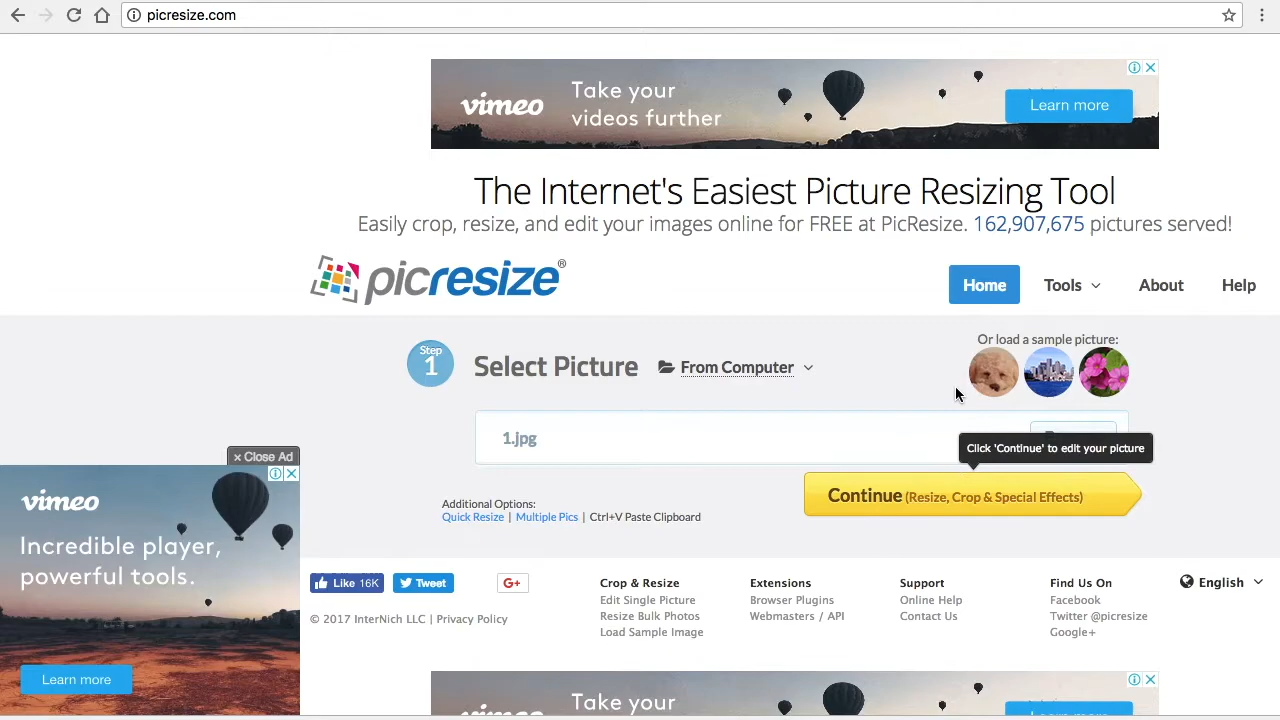 picresize.com
vimeo
Take your
videos further
Learn more
The Internet's Easiest Picture Resizing Tool
Easily crop, resize, and edit your images online for FREE at PicResize. 162,907,675 pictures served!
picresize®
Home
Tools
About
Help
Step
1
Select Picture
From Computer
Or load a sample picture:
1.jpg
Click 'Continue' to edit your picture
Continue (Resize, Crop & Special Effects)
Additional Options:
Quick Resize | Multiple Pics | Ctrl+V Paste Clipboard
× Close Ad
vimeo
Incredible player,
powerful tools.
Learn more
Like 16K
Tweet
G+
© 2017 InterNich LLC | Privacy Policy
Crop & Resize
Edit Single Picture
Resize Bulk Photos
Load Sample Image
Extensions
Browser Plugins
Webmasters / API
Support
Online Help
Contact Us
Find Us On
Facebook
Twitter @picresize
Google+
English
Take your